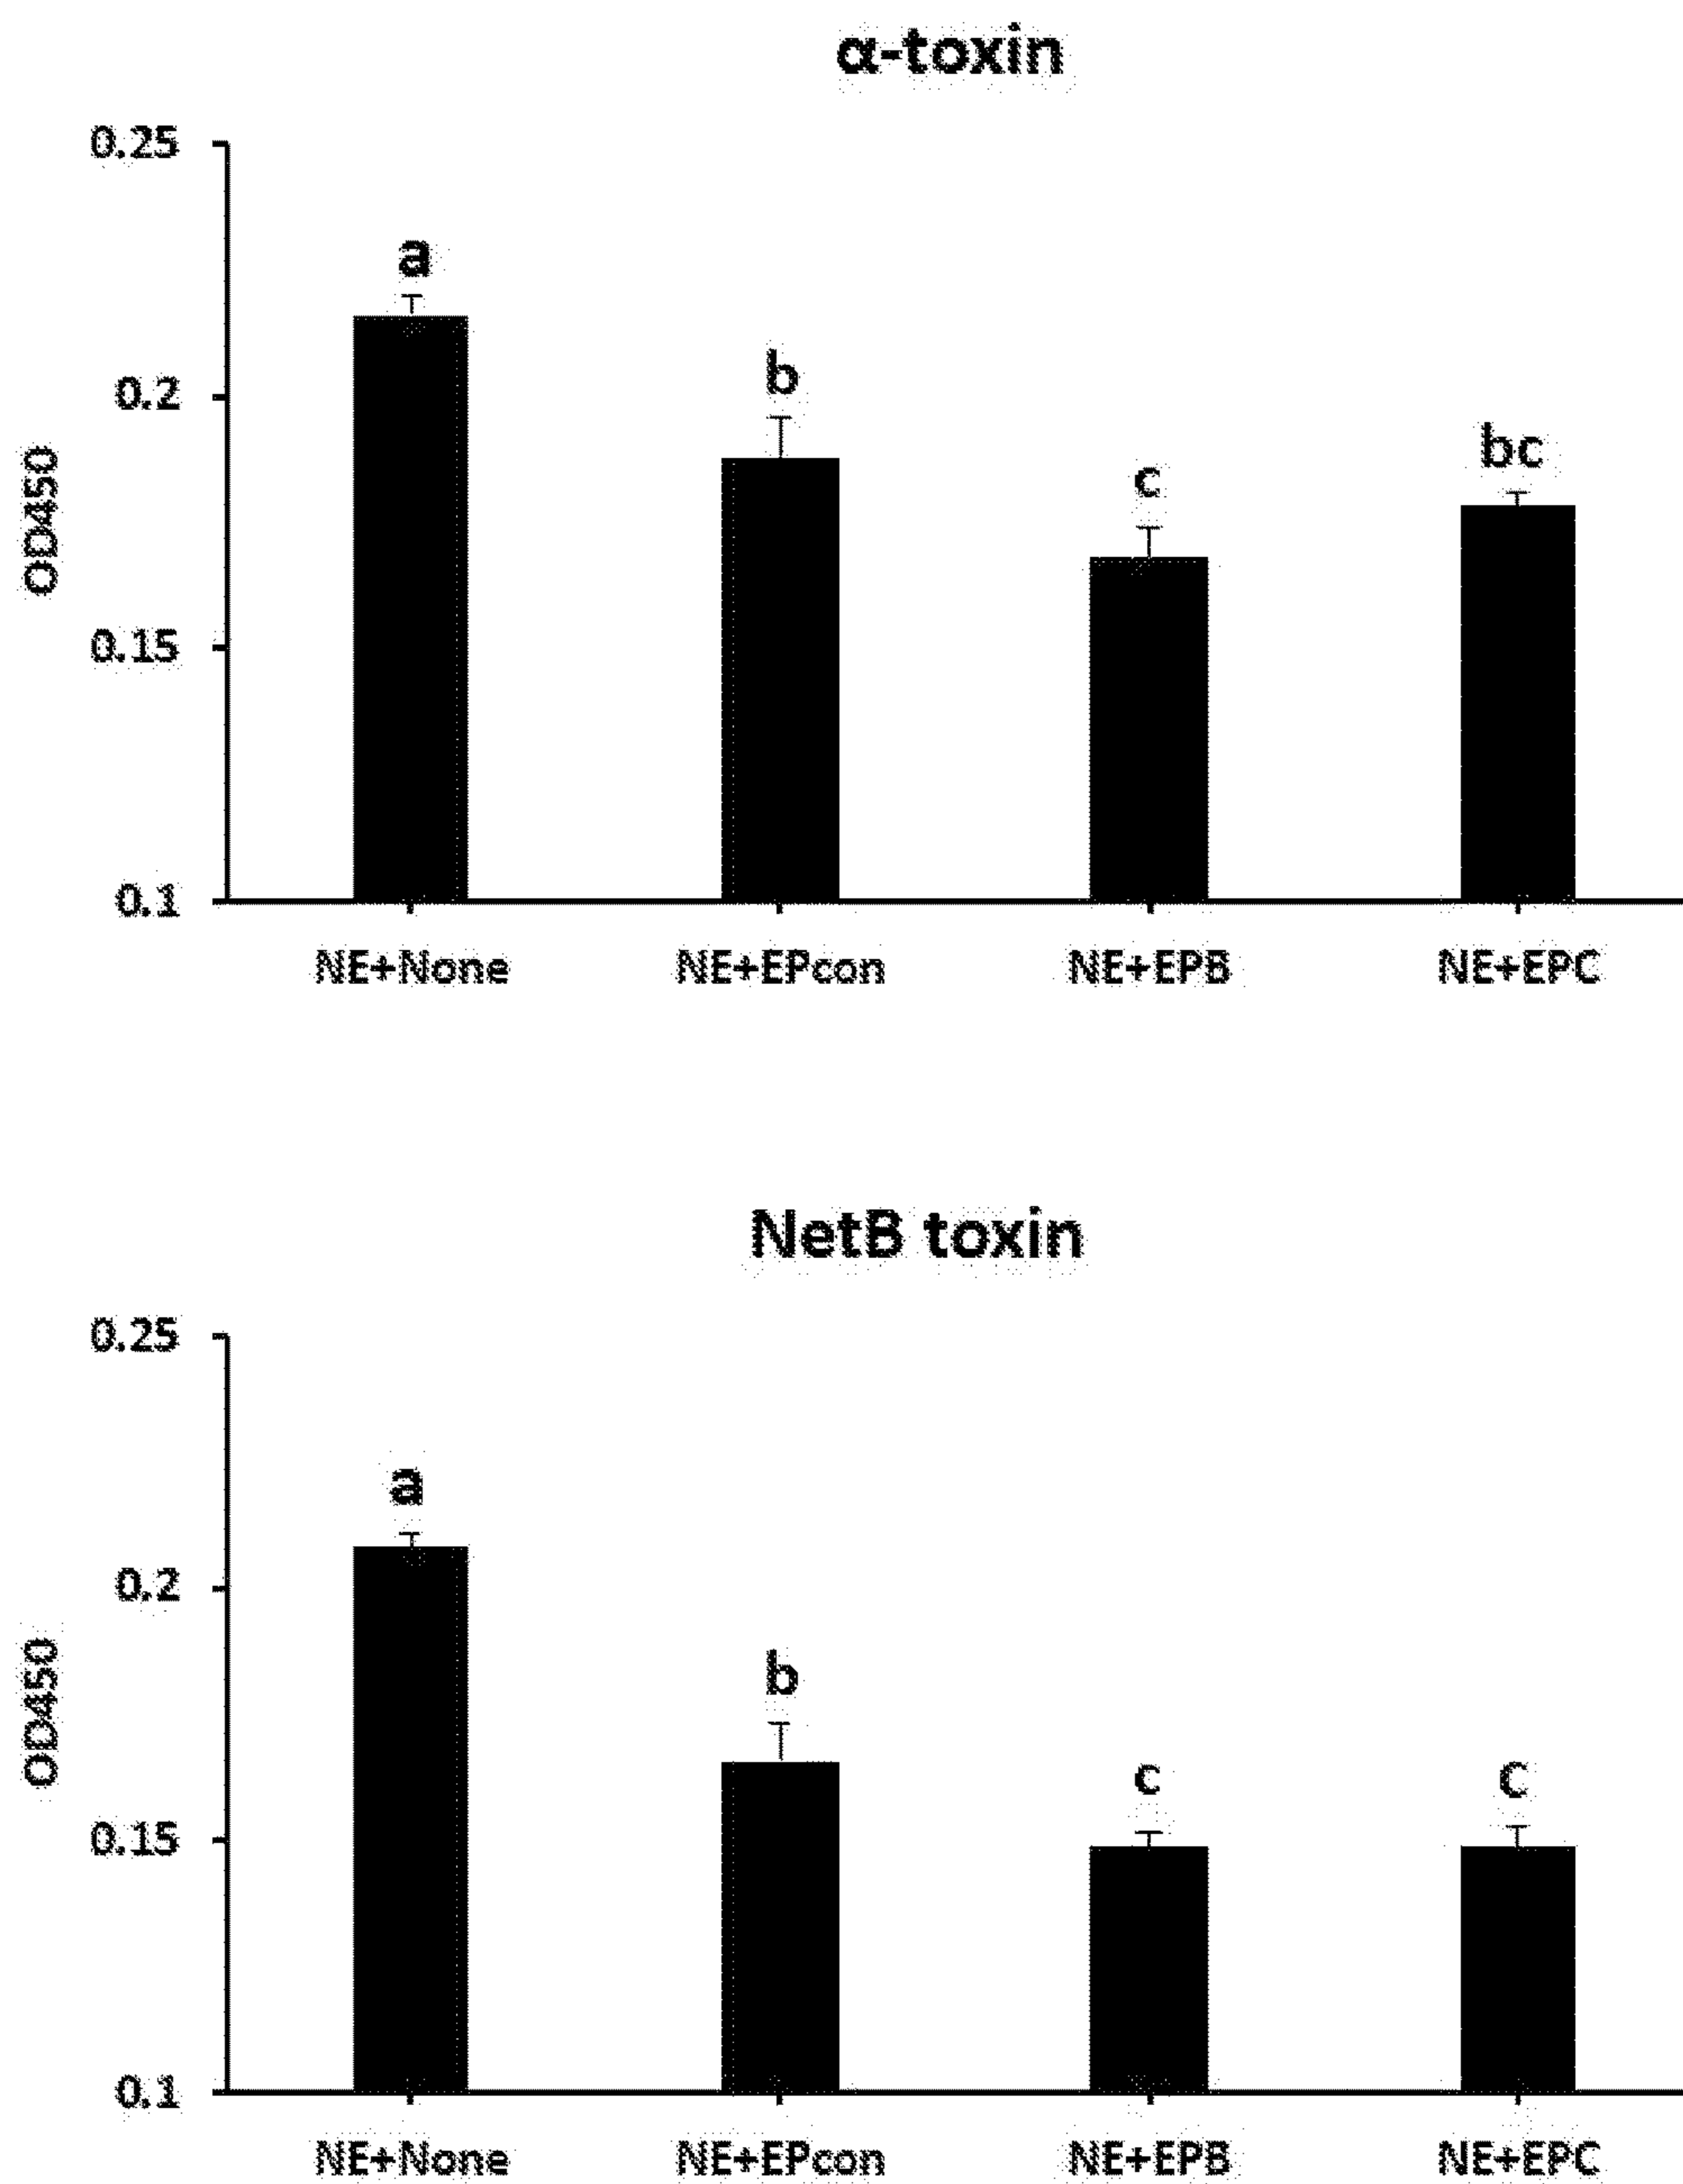 α-toxin
0.25
a
b
0.2
bc
c
OD450
0.15
0.1
NE+None NE+EPcon NE+EPB NE+EPC
NetB toxin
0.25
a
0.2
b
OD450
c
C
0.15
0.1
NE+None NE+EPcon NE+EPB NE+EPC